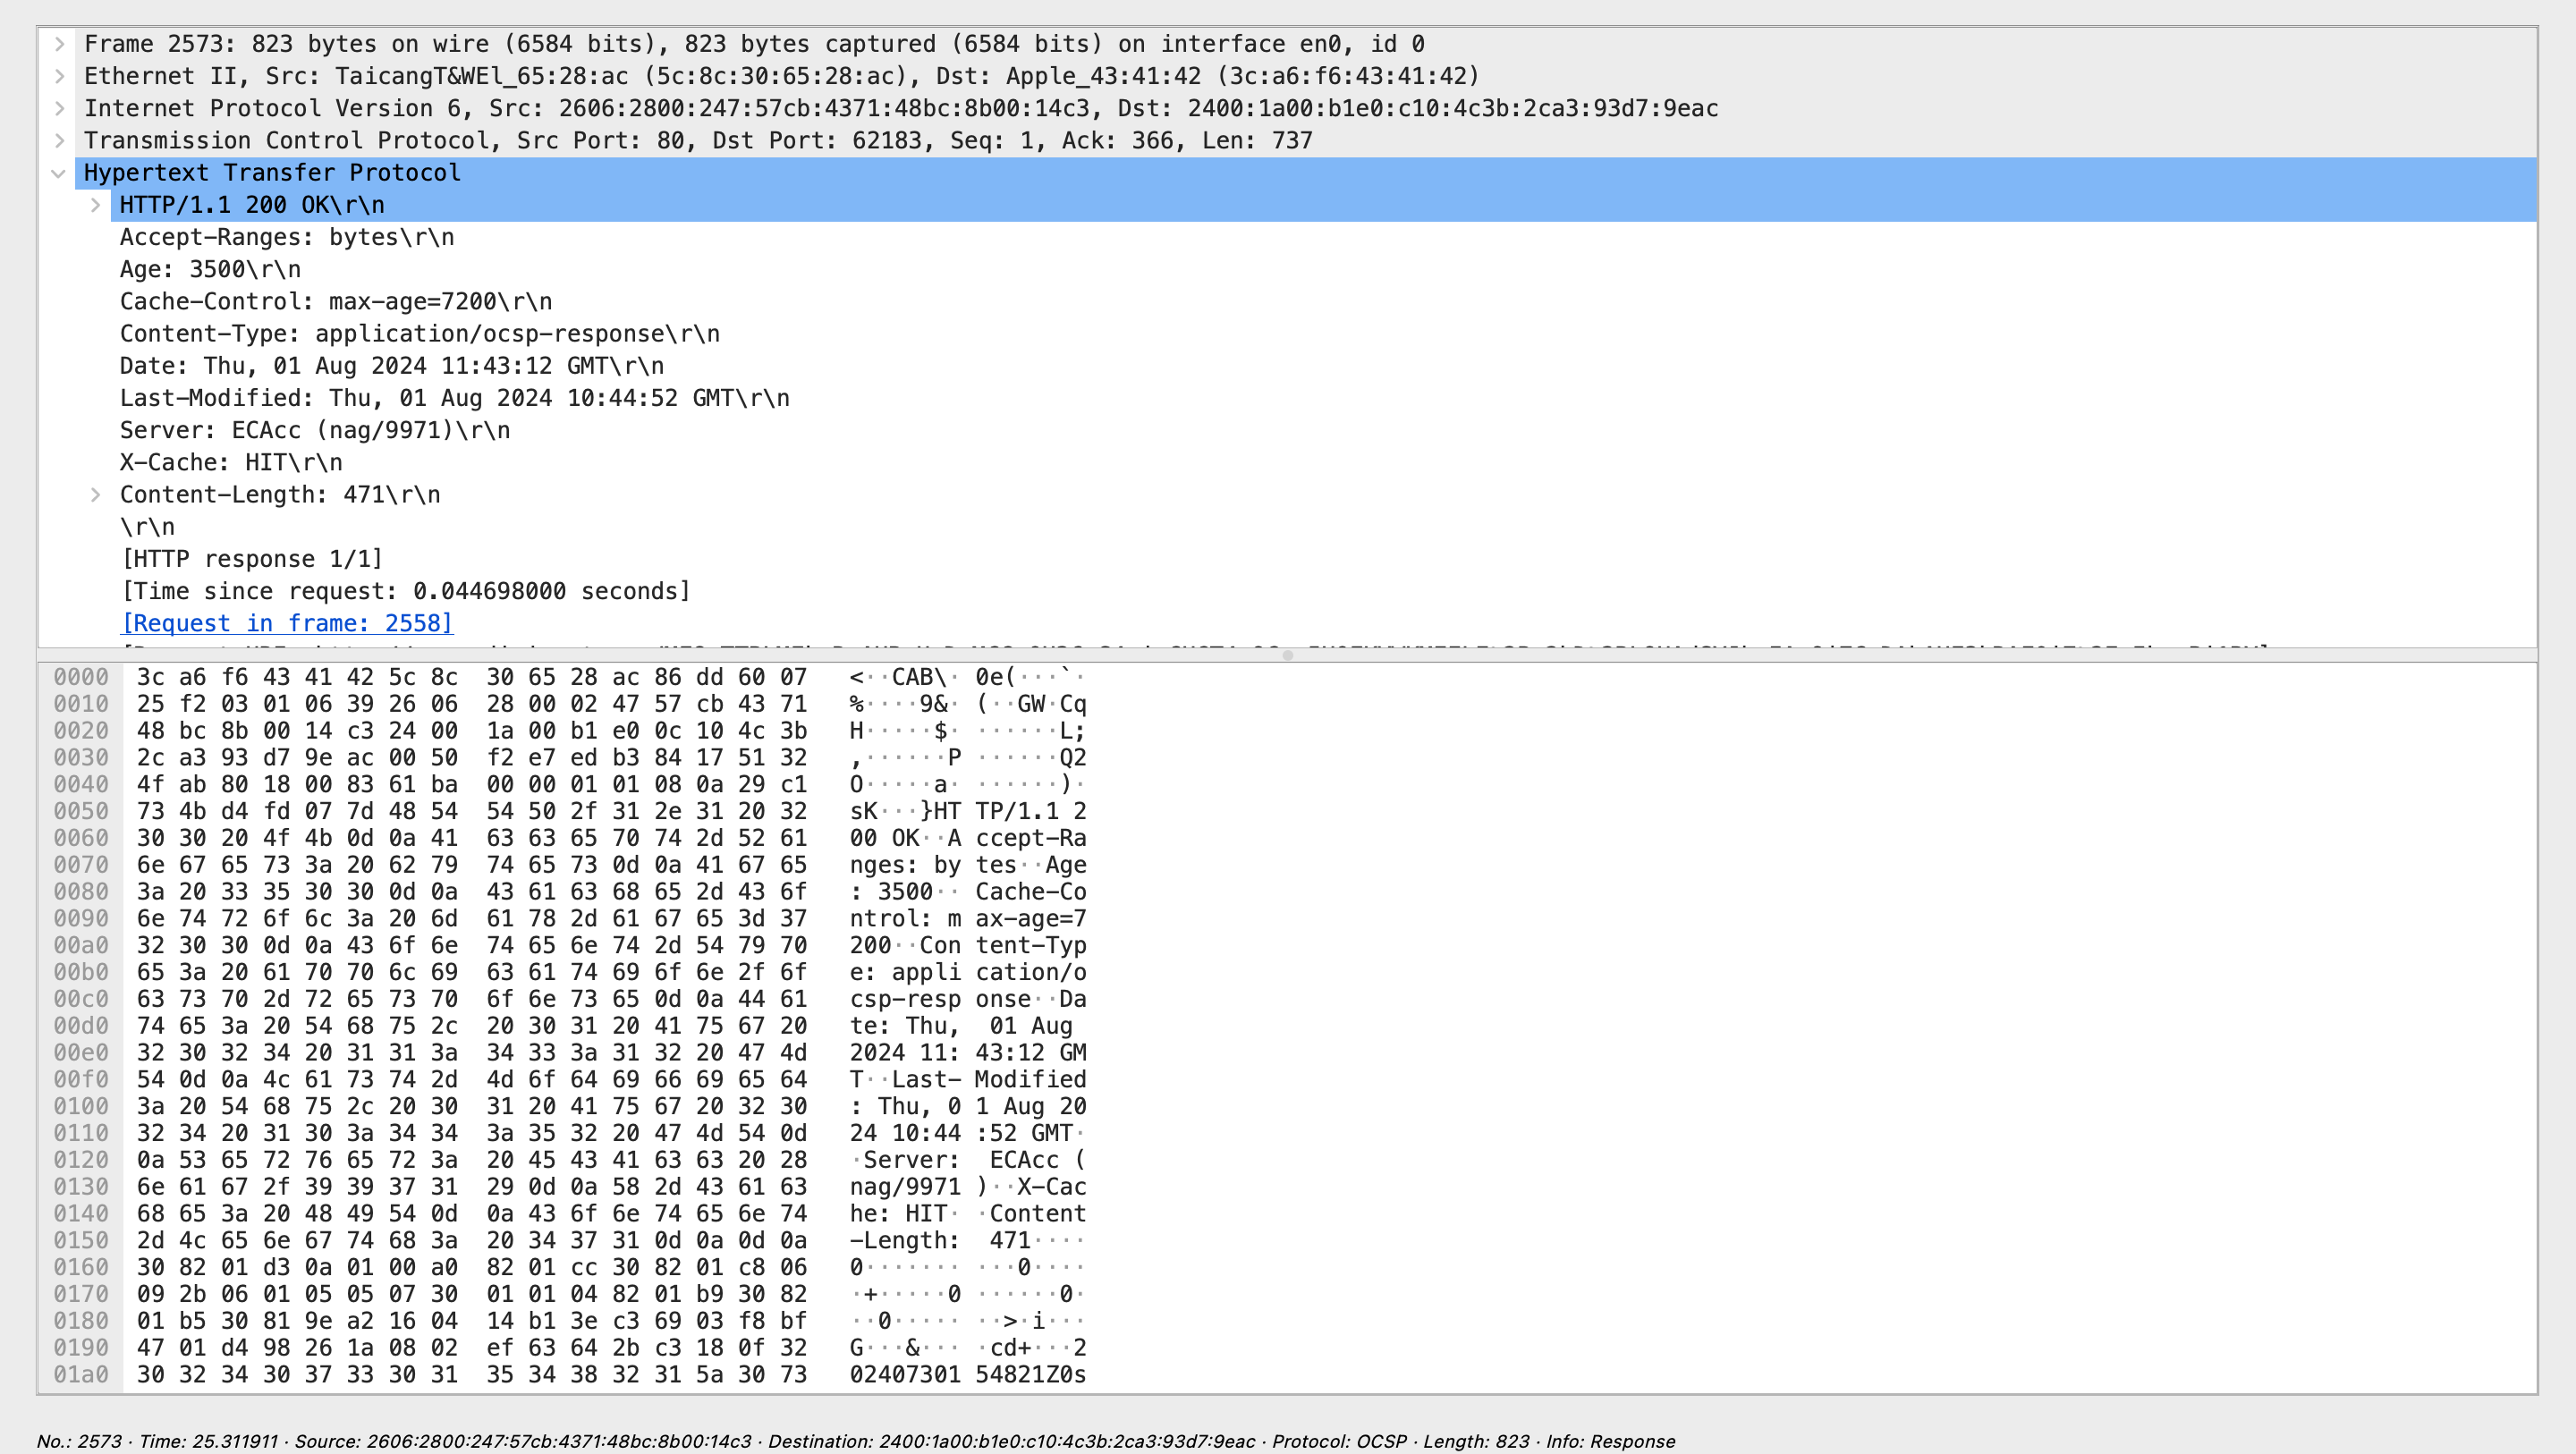 Frame 2573: 823 bytes on wire (6584 bits), 823 bytes captured (6584 bits) on interface en0, id 0
Ethernet II, Src: TaicangT&WEl_65:28:ac (5c:8c:30:65:28:ac), Dst: Apple_43:41:42 (3c:a6:f6:43:41:42)
Internet Protocol Version 6, Src: 2606:2800:247:57cb:4371:48bc:8b00:14c3, Dst: 2400:1a00:b1e0:c10:4c3b:2ca3:93d7:9eac
Transmission Control Protocol, Src Port: 80, Dst Port: 62183, Seq: 1, Ack: 366, Len: 737
Hypertext Transfer Protocol
HTTP/1.1 200 OK\r\n
Accept-Ranges: bytes\r\n
Age: 3500\r\n
Cache-Control: max-age=7200\r\n
Content-Type: application/ocsp-response\r\n
Date: Thu, 01 Aug 2024 11:43:12 GMT\r\n
Last-Modified: Thu, 01 Aug 2024 10:44:52 GMT\r\n
Server: ECAcc (nag/9971)\r\n
X-Cache: HIT\r\n
Content-Length: 471\r\n
\r\n
[HTTP response 1/1]
[Time since request: 0.044698000 seconds]
[Request in frame: 2558]
0000 3c a6 f6 43 41 42 5c 8c 30 65 28 ac 86 dd 60 07 <··CAB\· 0e(···`·
0010 25 f2 03 01 06 39 26 06 28 00 02 47 57 cb 43 71 %····9&· (··GW·Cq
0020 48 bc 8b 00 14 c3 24 00 1a 00 b1 e0 0c 10 4c 3b H·····$· ······L;
0030 2c a3 93 d7 9e ac 00 50 f2 e7 ed b3 84 17 51 32 ,······P ······Q2
0040 4f ab 80 18 00 83 61 ba 00 00 01 01 08 0a 29 c1 O·····a· ······)·
0050 73 4b d4 fd 07 7d 48 54 54 50 2f 31 2e 31 20 32 sK···}HT TP/1.1 2
0060 30 30 20 4f 4b 0d 0a 41 63 63 65 70 74 2d 52 61 00 OK··A ccept-Ra
0070 6e 67 65 73 3a 20 62 79 74 65 73 0d 0a 41 67 65 nges: by tes··Age
0080 3a 20 33 35 30 30 0d 0a 43 61 63 68 65 2d 43 6f : 3500·· Cache-Co
0090 6e 74 72 6f 6c 3a 20 6d 61 78 2d 61 67 65 3d 37 ntrol: m ax-age=7
00a0 32 30 30 0d 0a 43 6f 6e 74 65 6e 74 2d 54 79 70 200··Con tent-Typ
00b0 65 3a 20 61 70 70 6c 69 63 61 74 69 6f 6e 2f 6f e: appli cation/o
00c0 63 73 70 2d 72 65 73 70 6f 6e 73 65 0d 0a 44 61 csp-resp onse··Da
00d0 74 65 3a 20 54 68 75 2c 20 30 31 20 41 75 67 20 te: Thu,  01 Aug
00e0 32 30 32 34 20 31 31 3a 34 33 3a 31 32 20 47 4d 2024 11: 43:12 GM
00f0 54 0d 0a 4c 61 73 74 2d 4d 6f 64 69 66 69 65 64 T··Last- Modified
0100 3a 20 54 68 75 2c 20 30 31 20 41 75 67 20 32 30 : Thu, 0 1 Aug 20
0110 32 34 20 31 30 3a 34 34 3a 35 32 20 47 4d 54 0d 24 10:44 :52 GMT·
0120 0a 53 65 72 76 65 72 3a 20 45 43 41 63 63 20 28 ·Server:  ECAcc (
0130 6e 61 67 2f 39 39 37 31 29 0d 0a 58 2d 43 61 63 nag/9971 )··X-Cac
0140 68 65 3a 20 48 49 54 0d 0a 43 6f 6e 74 65 6e 74 he: HIT· ·Content
0150 2d 4c 65 6e 67 74 68 3a 20 34 37 31 0d 0a 0d 0a -Length:  471····
0160 30 82 01 d3 0a 01 00 a0 82 01 cc 30 82 01 c8 06 0······· ···0····
0170 09 2b 06 01 05 05 07 30 01 01 04 82 01 b9 30 82 ·+·····0 ······0·
0180 01 b5 30 81 9e a2 16 04 14 b1 3e c3 69 03 f8 bf ··0····· ··>·i···
0190 47 01 d4 98 26 1a 08 02 ef 63 64 2b c3 18 0f 32 G···&··· ·cd+···2
01a0 30 32 34 30 37 33 30 31 35 34 38 32 31 5a 30 73 02407301 54821Z0s
No.: 2573 · Time: 25.311911 · Source: 2606:2800:247:57cb:4371:48bc:8b00:14c3 · Destination: 2400:1a00:b1e0:c10:4c3b:2ca3:93d7:9eac · Protocol: OCSP · Length: 823 · Info: Response